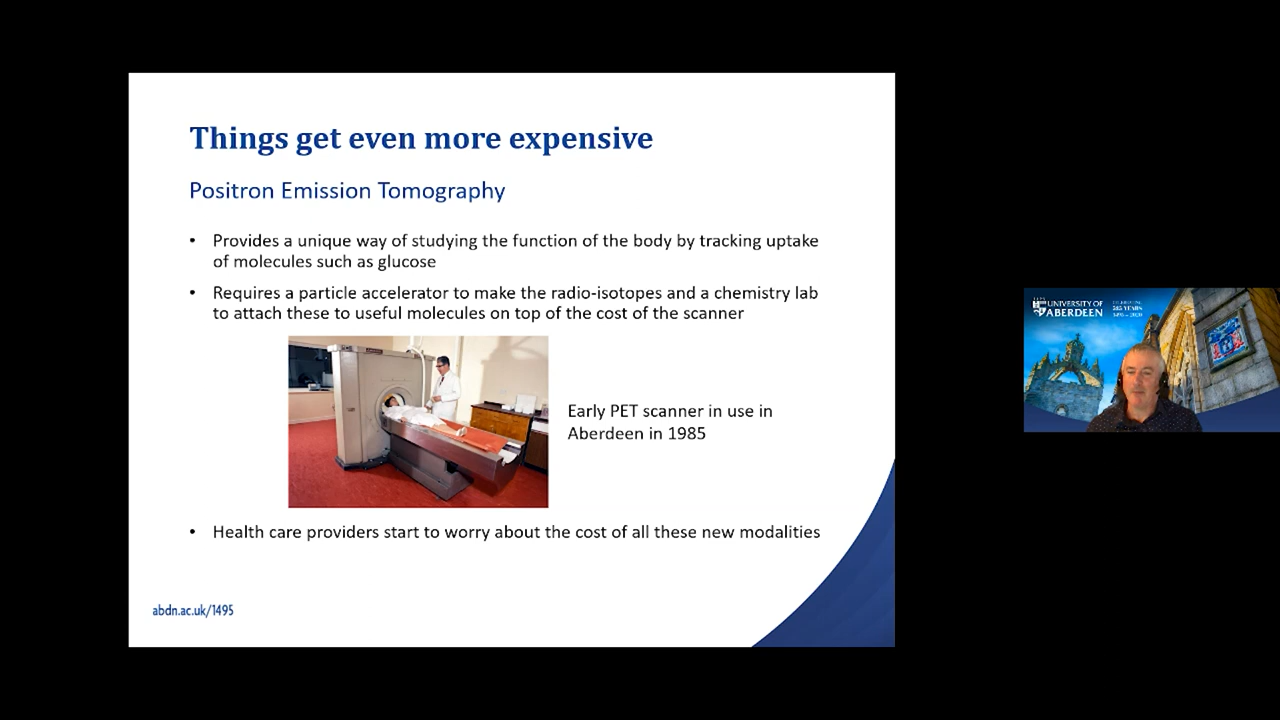 Things get even more expensive
Positron Emission Tomography
• Provides a unique way of studying the function of the body by tracking uptake
of molecules such as glucose
• Requires a particle accelerator to make the radio-isotopes and a chemistry lab
to attach these to useful molecules on top of the cost of the scanner
Early PET scanner in use in
Aberdeen in 1985
• Health care providers start to worry about the cost of all these new modalities
abdn.ac.uk/1495
UNIVERSITY OF
ABERDEEN